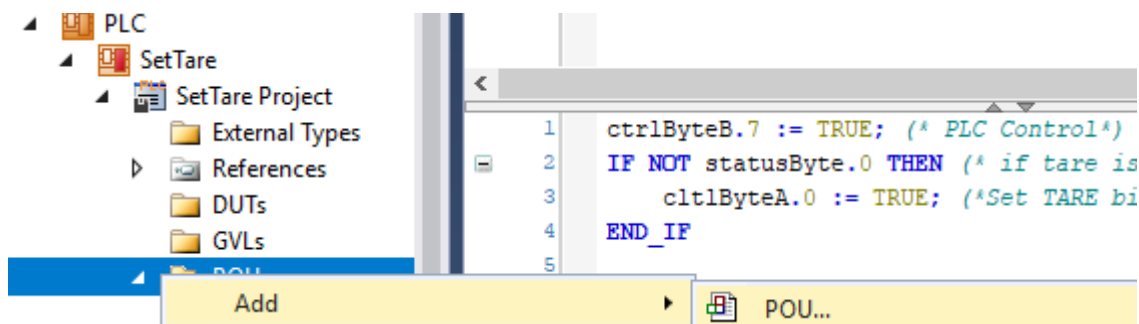 PLC
SetTare
SetTare Project
External Types
References
DUTs
GVLs
Add
POU...
1 ctrlByteB.7 := TRUE; (* PLC Control*)
2 IF NOT statusByte.0 THEN (* if tare is
3 cltlByteA.0 := TRUE; (*Set TARE bi
4 END_IF
5